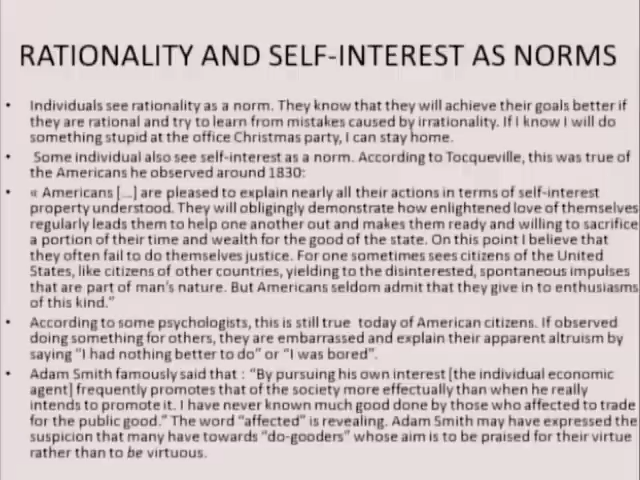 RATIONALITY AND SELF-INTEREST AS NORMS
• Individuals see rationality as a norm. They know that they will achieve their goals better if
they are rational and try to learn from mistakes caused by irrationality. If I know I will do
something stupid at the office Christmas party, I can stay home.
• Some individual also see self-interest as a norm. According to Tocqueville, this was true of
the Americans he observed around 1830:
• « Americans [...] are pleased to explain nearly all their actions in terms of self-interest
property understood. They will obligingly demonstrate how enlightened love of themselves
regularly leads them to help one another out and makes them ready and willing to sacrifice
a portion of their time and wealth for the good of the state. On this point I believe that
they often fail to do themselves justice. For one sometimes sees citizens of the United
States, like citizens of other countries, yielding to the disinterested, spontaneous impulses
that are part of man's nature. But Americans seldom admit that they give in to enthusiasms
of this kind."
• According to some psychologists, this is still true today of American citizens. If observed
doing something for others, they are embarrassed and explain their apparent altruism by
saying "I had nothing better to do" or "I was bored".
• Adam Smith famously said that : "By pursuing his own interest [the individual economic
agent] frequently promotes that of the society more effectually than when he really
intends to promote it. I have never known much good done by those who affected to trade
for the public good." The word "affected" is revealing. Adam Smith may have expressed the
suspicion that many have towards "do-gooders" whose aim is to be praised for their virtue
rather than to be virtuous.